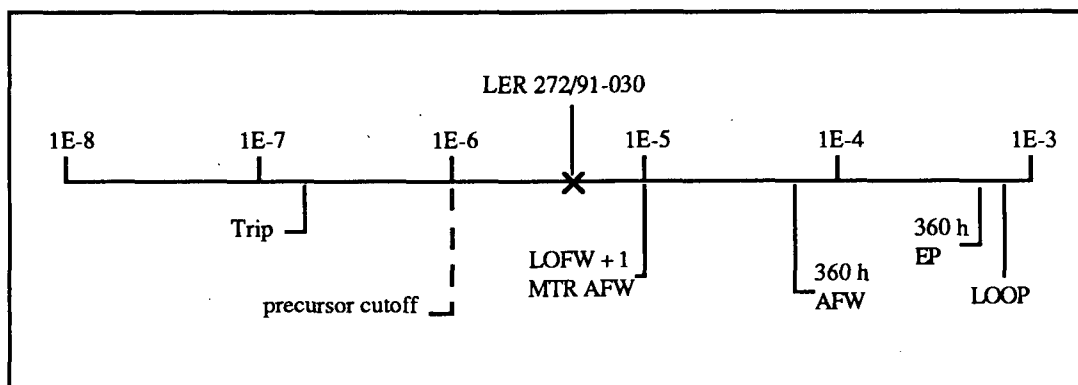 LER 272/91-030
1E-8 1E-7 1E-6 1E-5 1E-4 1E-3
Trip
precursor cutoff
LOFW + 1
MTR AFW
360 h
AFW
360 h
EP
LOOP